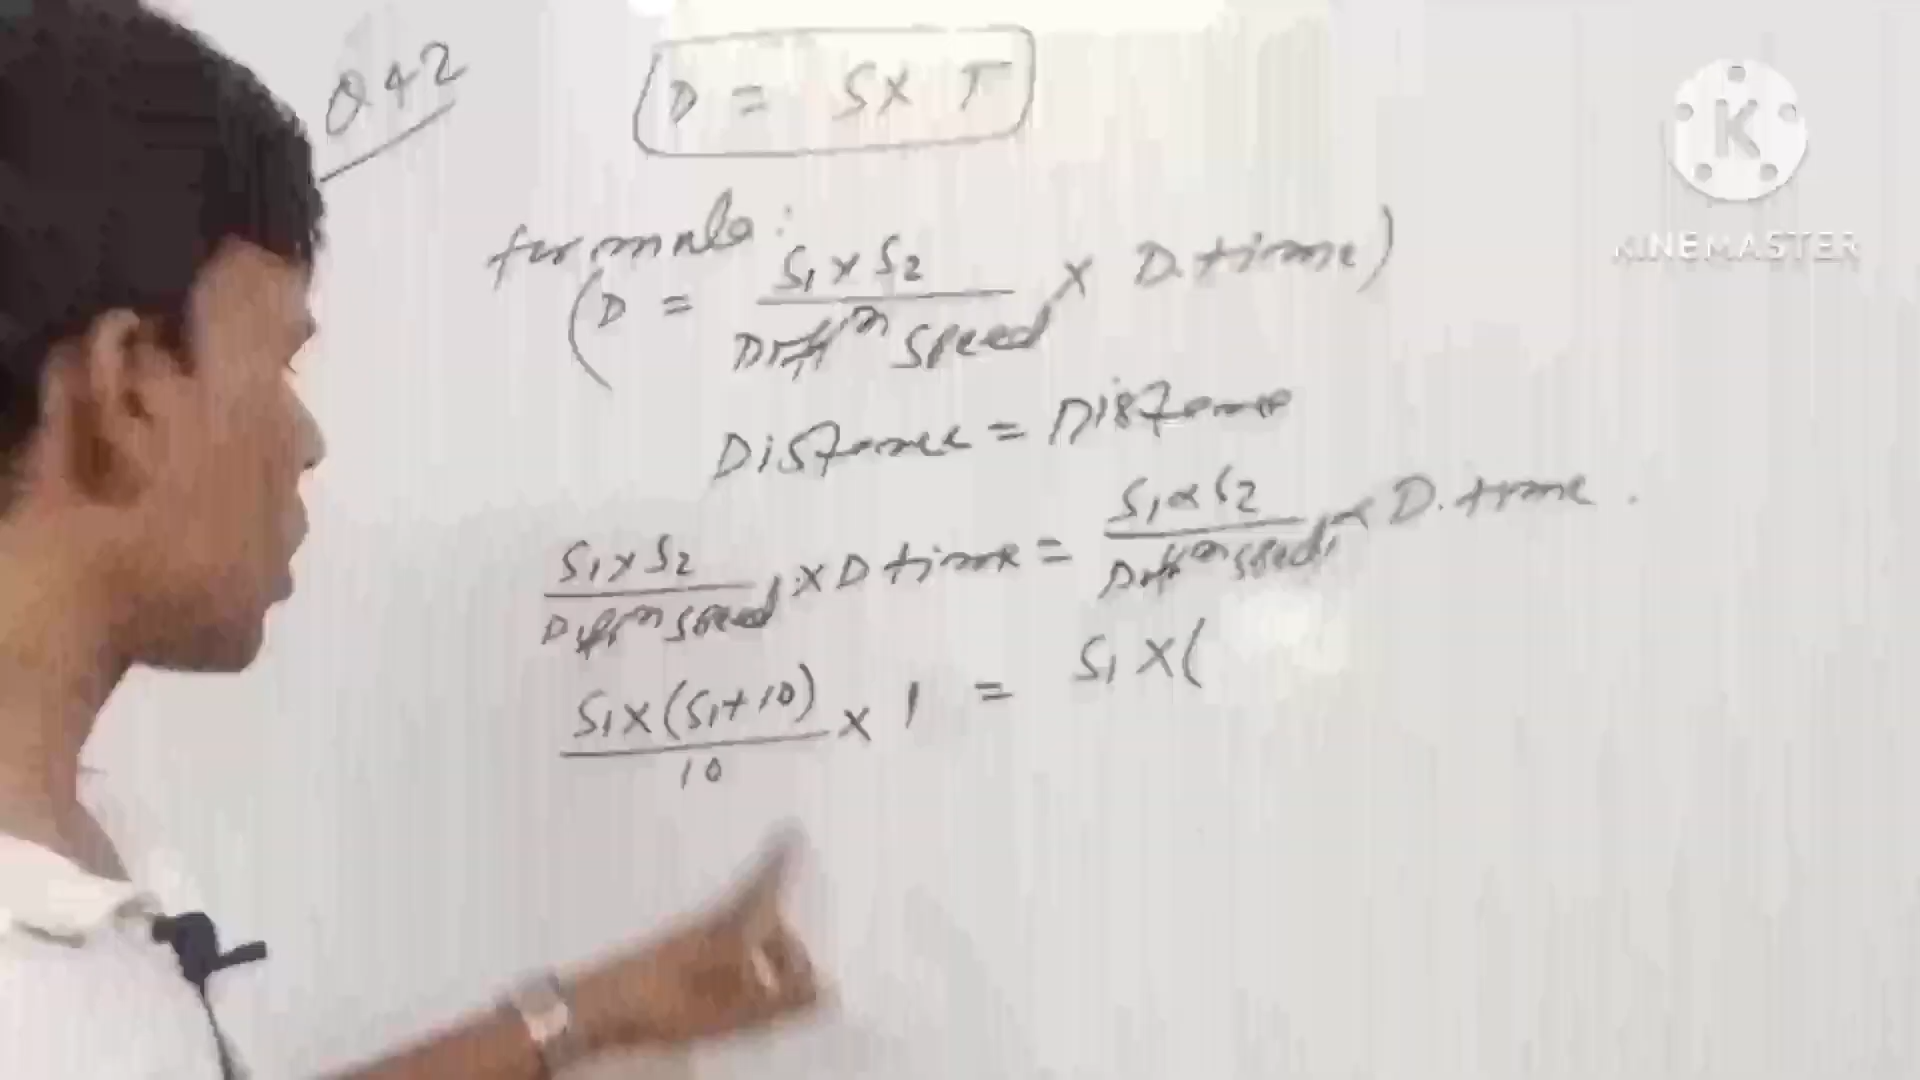 Q 42
D = S X T
K
KINEMASTER
formula:
(D = S1 x S2 / Diffn speed x D.time)
Distance = Distance
S1 x S2 / Diffn speed x D time = S1 x S2 / Diffn speed x D.time.
S1 x (S1+10) / 10 x 1 = S1 x (